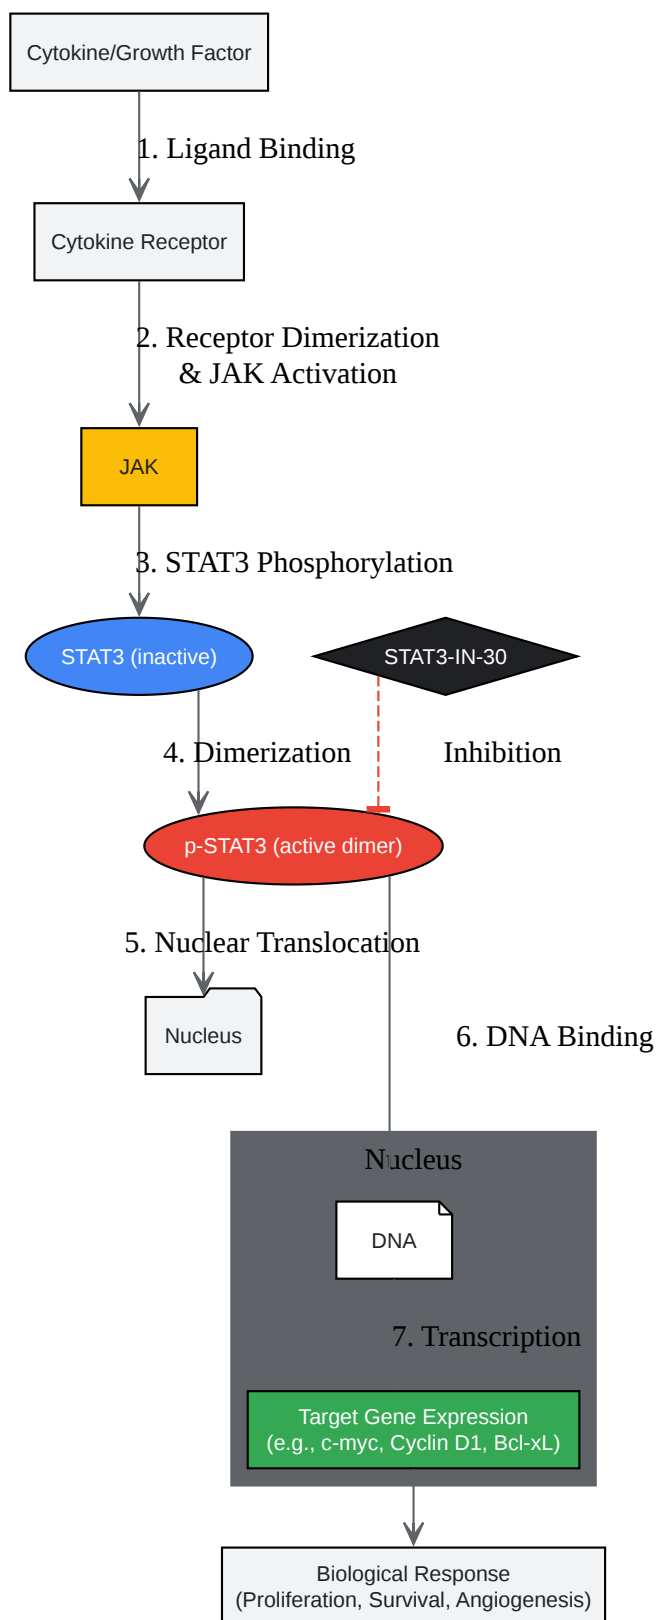 Cytokine/Growth Factor
1. Ligand Binding
Cytokine Receptor
2. Receptor Dimerization
& JAK Activation
JAK
3. STAT3 Phosphorylation
STAT3 (inactive)
STAT3-IN-30
4. Dimerization
Inhibition
p-STAT3 (active dimer)
5. Nuclear Translocation
Nucleus
6. DNA Binding
Nucleus
DNA
7. Transcription
Target Gene Expression
(e.g., c-myc, Cyclin D1, Bcl-xL)
Biological Response
(Proliferation, Survival, Angiogenesis)